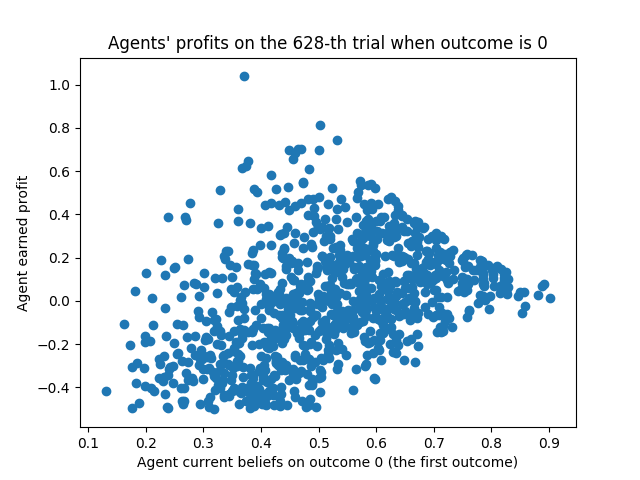 Agents' profits on the 628-th trial when outcome is 0
1.0
0.8
0.6
0.4
0.2
0.0
−0.2
−0.4
Agent earned profit
0.1 0.2 0.3 0.4 0.5 0.6 0.7 0.8 0.9
Agent current beliefs on outcome 0 (the first outcome)